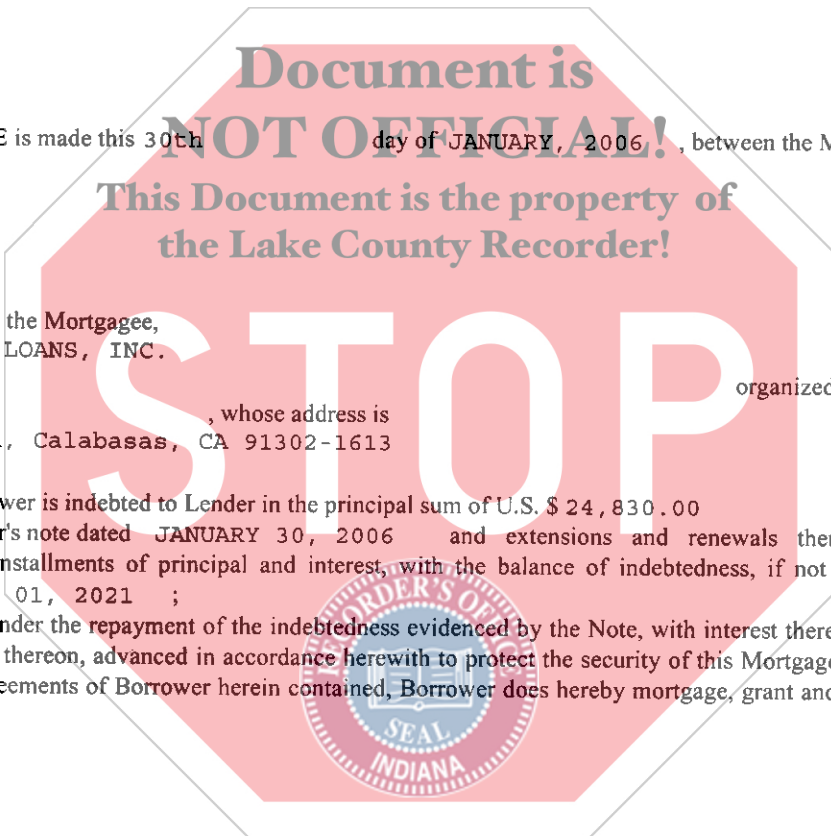 Document is
E is made this 30th day of JANUARY, 2006 , between the M
NOT OFFICIAL!
This Document is the property of
the Lake County Recorder!
the Mortgagee,
LOANS, INC.
organized
, whose address is
, Calabasas, CA 91302-1613
STOP
wer is indebted to Lender in the principal sum of U.S. $ 24,830.00
r's note dated JANUARY 30, 2006 and extensions and renewals ther
nstallments of principal and interest, with the balance of indebtedness, if not
01, 2021 ;
nder the repayment of the indebtedness evidenced by the Note, with interest there
thereon, advanced in accordance herewith to protect the security of this Mortgage
eements of Borrower herein contained, Borrower does hereby mortgage, grant and
RECORDER'S OFFICE
SEAL
INDIANA